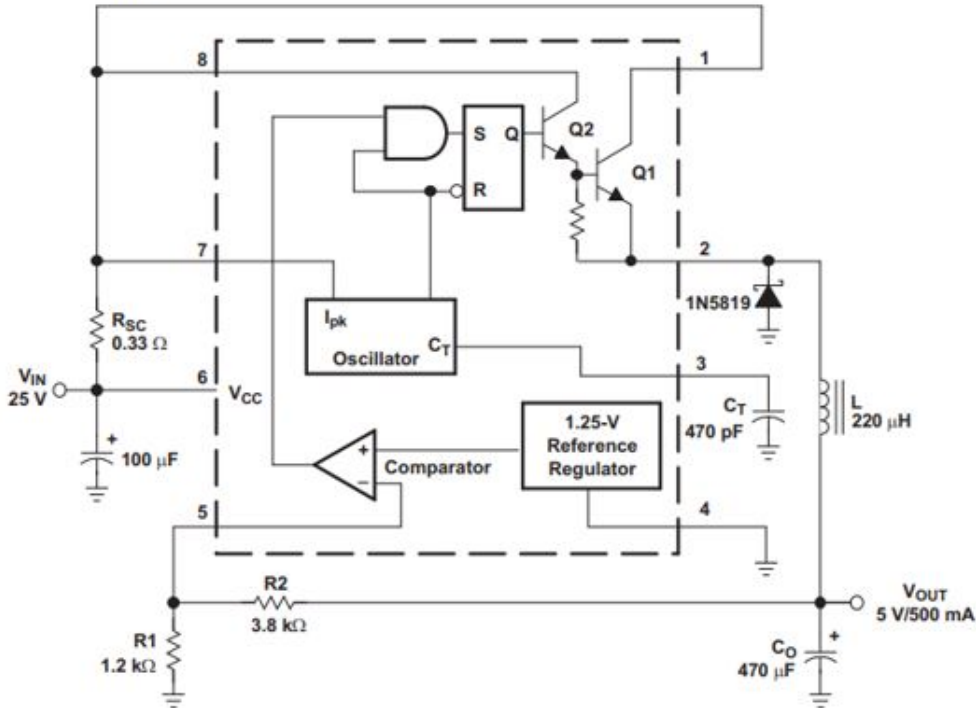 8
1
Q2
S
Q
Q1
R
7
2
1N5819
Ipk
Oscillator
CT
RSC
0.33 Ω
3
VIN
25 V
6
VCC
CT
470 pF
L
220 μH
1.25-V
Reference
Regulator
+
100 μF
+
−
Comparator
5
4
R2
3.8 kΩ
VOUT
5 V/500 mA
R1
1.2 kΩ
CO
470 μF
+